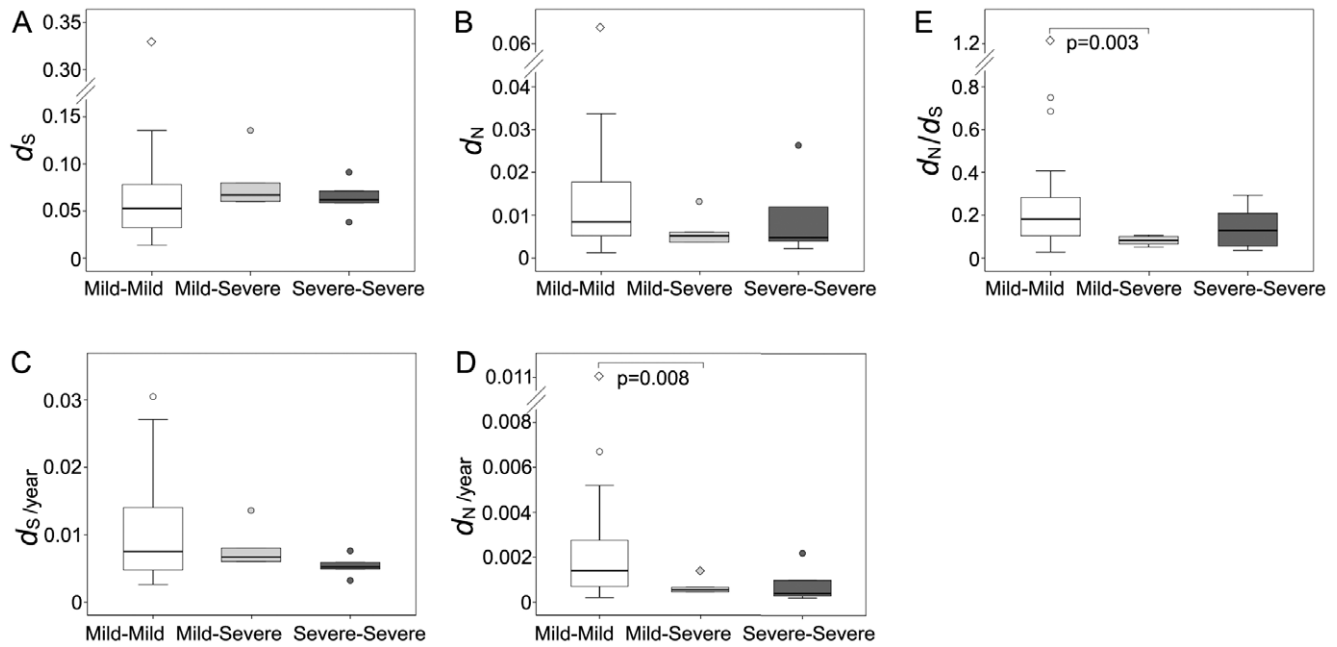 A
0.35
0.30
0.15
0.10
0.05
0
dS
Mild-Mild Mild-Severe Severe-Severe
B
0.06
0.04
0.03
0.02
0.01
0
dN
Mild-Mild Mild-Severe Severe-Severe
E
1.2
0.8
0.6
0.4
0.2
0
dN/dS
p=0.003
Mild-Mild Mild-Severe Severe-Severe
C
0.03
0.02
0.01
0
dS/year
Mild-Mild Mild-Severe Severe-Severe
D
0.011
0.008
0.006
0.004
0.002
0
dN/year
p=0.008
Mild-Mild Mild-Severe Severe-Severe